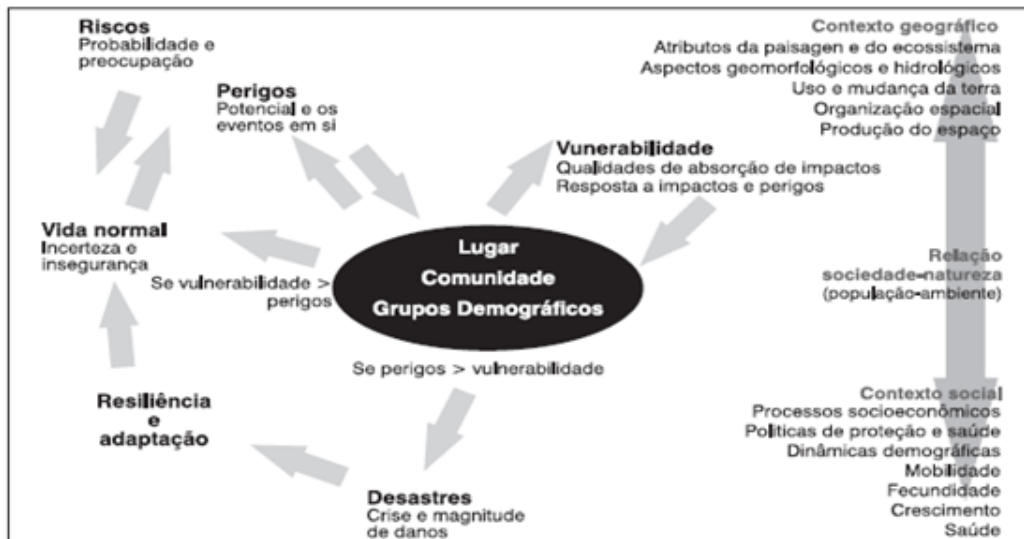 Riscos
Probabilidade e
preocupação
Perigos
Potencial e os
eventos em si
Vunerabilidade
Qualidades de absorção de impactos
Resposta a impactos e perigos
Vida normal
Incerteza e
insegurança
Se vulnerabilidade >
perigos
Lugar
Comunidade
Grupos Demográficos
Se perigos > vulnerabilidade
Resiliência
e
adaptação
Desastres
Crise e magnitude
de danos
Contexto geográfico
Atributos da paisagen e do ecossistema
Aspectos geomorfológicos e hidrológicos
Uso e mudança da terra
Organização espacial
Produção do espaço
Relação
sociedade-natureza
(população-ambiente)
Contexto social
Processos socioeconômicos
Políticas de proteção e saúde
Dinâmicas demográficas
Mobilidade
Fecundidade
Crescimento
Saúde